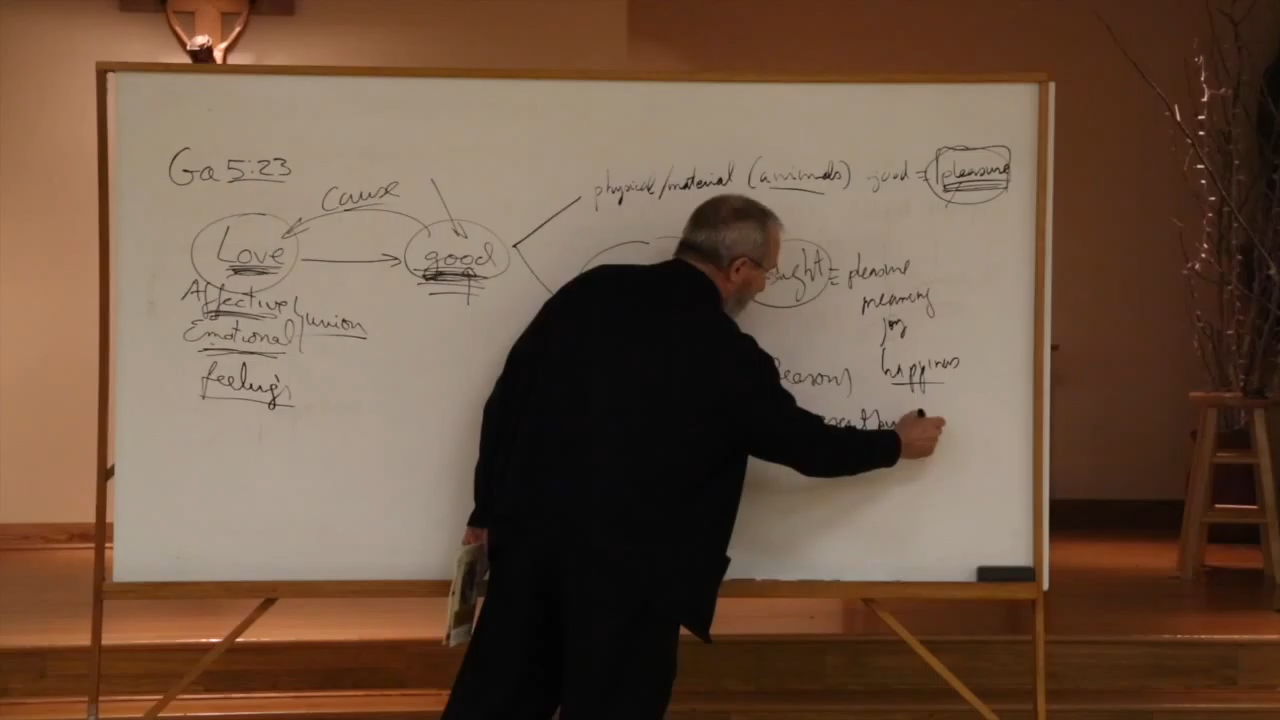 Ga 5:23
physical/material (animals) good = pleasure
cause
Love
good
= pleasure
Affective
union
meaning
Emotional
joy
feelings
happiness